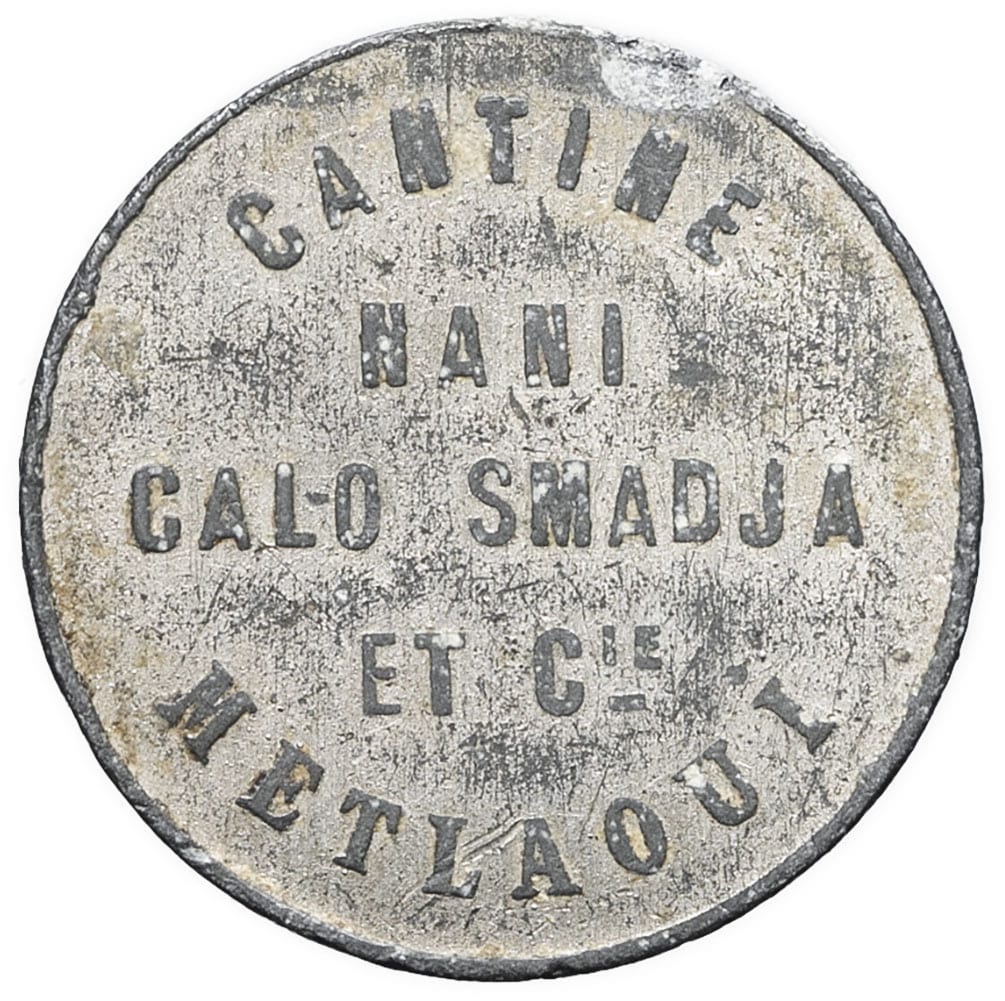 CANTINE
NANI
CALO SMADJA
ET CIE
METLAOUI